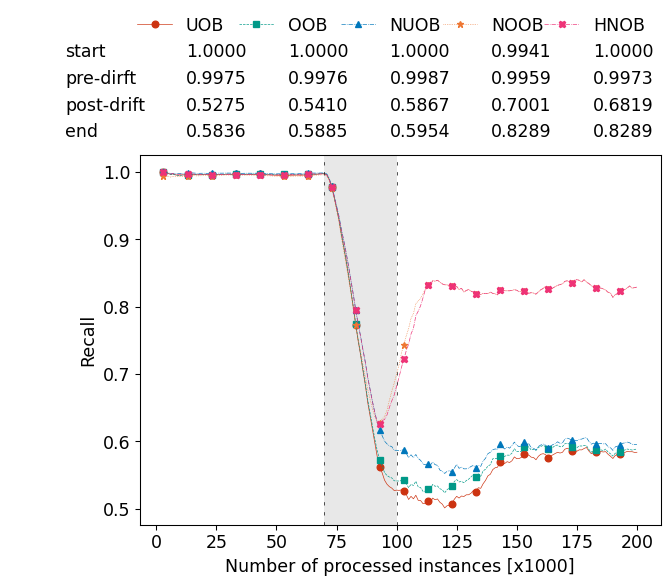 UOB OOB NUOB NOOB HNOB
start 1.0000 1.0000 1.0000 0.9941 1.0000
pre-dirft 0.9975 0.9976 0.9987 0.9959 0.9973
post-drift 0.5275 0.5410 0.5867 0.7001 0.6819
end 0.5836 0.5885 0.5954 0.8289 0.8289
1.0
0.9
0.8
0.7
0.6
0.5
Recall
0 25 50 75 100 125 150 175 200
Number of processed instances [x1000]